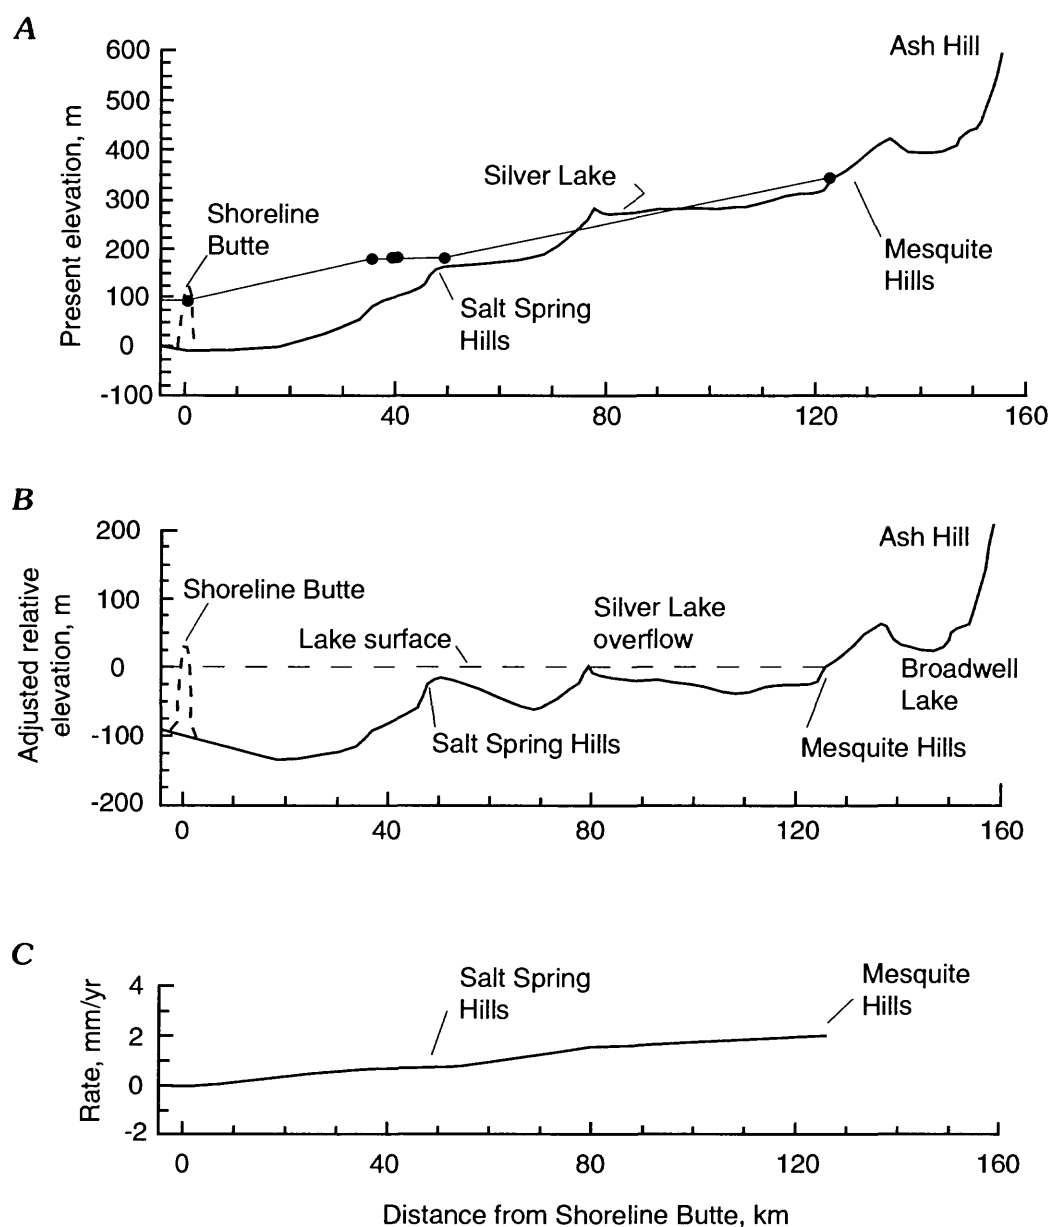 A
600
500
400
300
200
100
0
-100
Present elevation, m
Ash Hill
Silver Lake
Shoreline
Butte
Mesquite
Hills
Salt Spring
Hills
0 40 80 120 160
B
200
100
0
-100
-200
Adjusted relative
elevation, m
Ash Hill
Shoreline Butte
Silver Lake
overflow
Lake surface
Broadwell
Lake
Salt Spring Hills
Mesquite Hills
0 40 80 120 160
C
4
2
0
-2
Rate, mm/yr
Salt Spring
Hills
Mesquite
Hills
0 40 80 120 160
Distance from Shoreline Butte, km